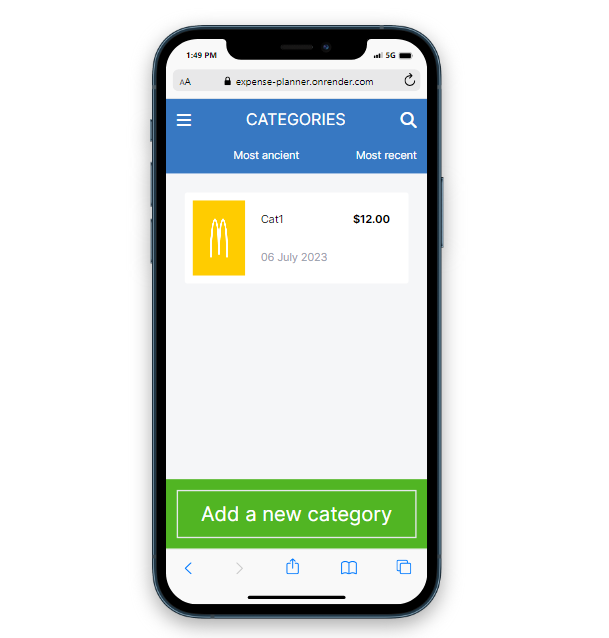 1:49 PM 5G
AA expense-planner.onrender.com
CATEGORIES
Most ancient Most recent
Cat1 $12.00
06 July 2023
Add a new category